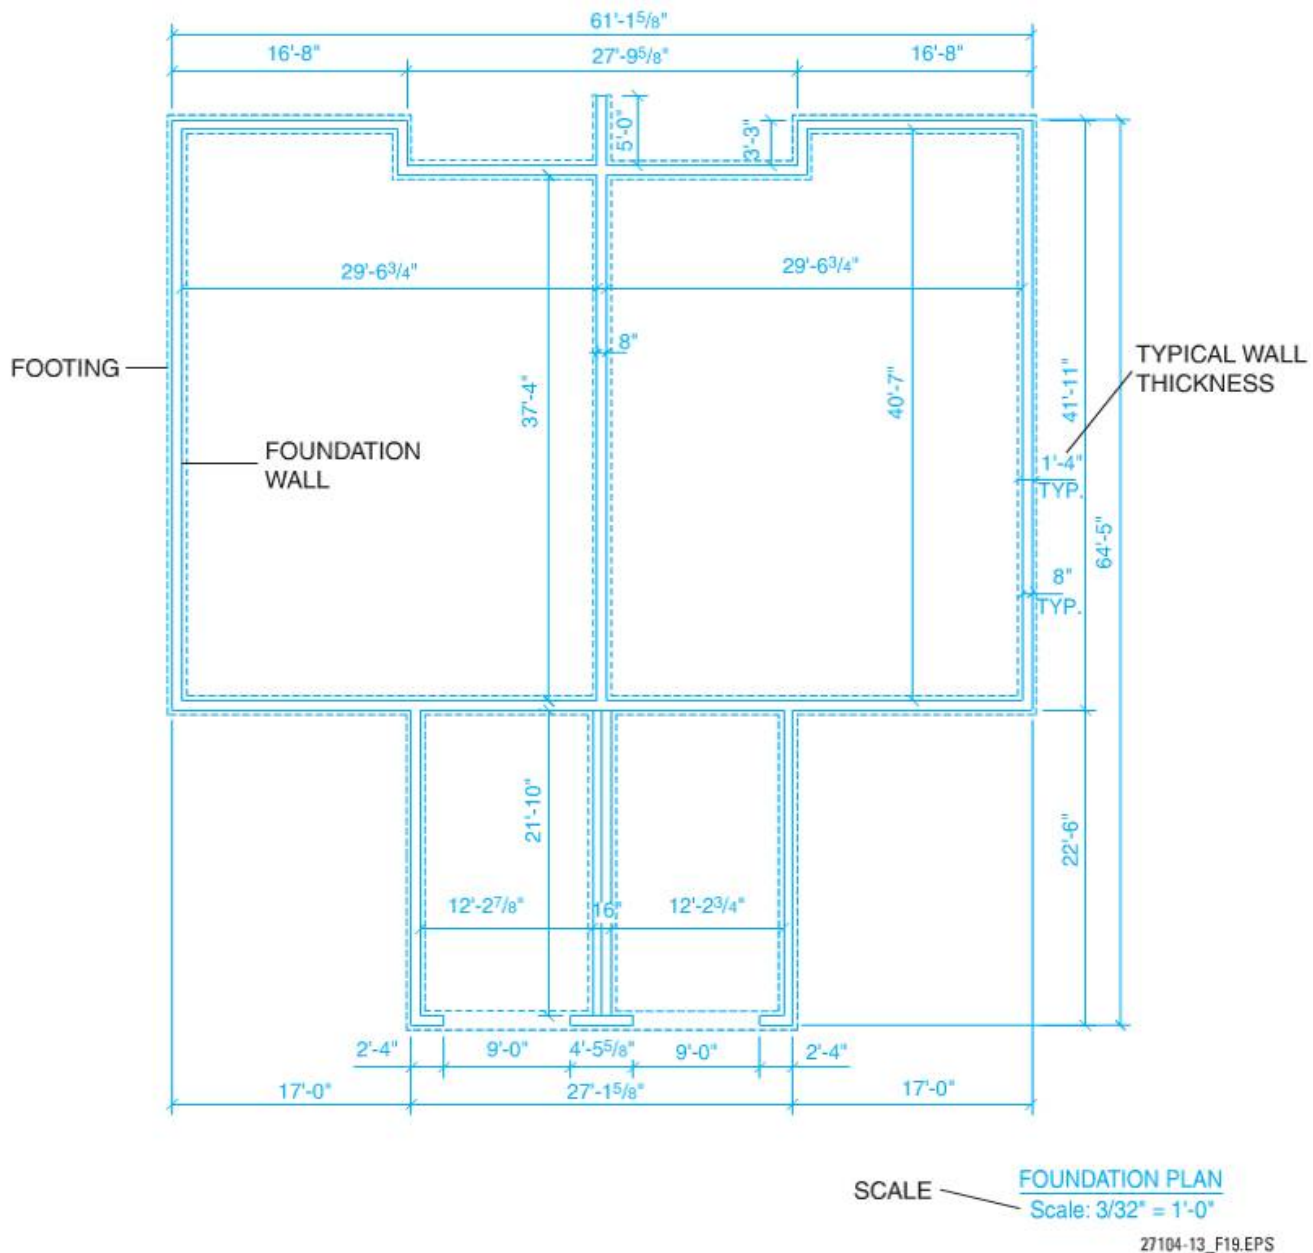 61'-1 5/8"
16'-8"
27'-9 5/8"
16'-8"
5'-0"
3'-3"
29'-6 3/4"
29'-6 3/4"
8"
FOOTING
TYPICAL WALL
THICKNESS
37'-4"
40'-7"
41'-11"
FOUNDATION
WALL
1'-4"
TYP.
64'-5"
8"
TYP.
21'-10"
22'-6"
12'-2 7/8"
16"
12'-2 3/4"
2'-4"
9'-0"
4'-5 5/8"
9'-0"
2'-4"
17'-0"
27'-1 5/8"
17'-0"
SCALE
FOUNDATION PLAN
Scale: 3/32" = 1'-0"
27104-13_F19.EPS